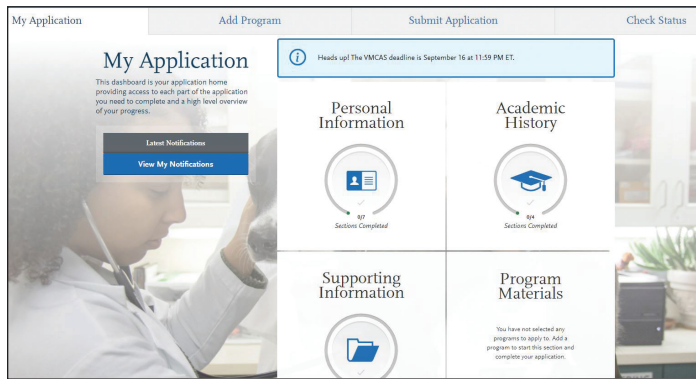 My Application
Add Program
Submit Application
Check Status
My Application
This dashboard is your application home
providing access to each part of the application
you need to complete and a high level overview
of your progress.
Latest Notifications
View My Notifications
Heads up! The VMCAS deadline is September 16 at 11:59 PM ET.
Personal
Information
0/7
Sections Completed
Academic
History
0/4
Sections Completed
Supporting
Information
Program
Materials
You have not selected any
programs to apply to. Add a
program to start this section and
complete your application.